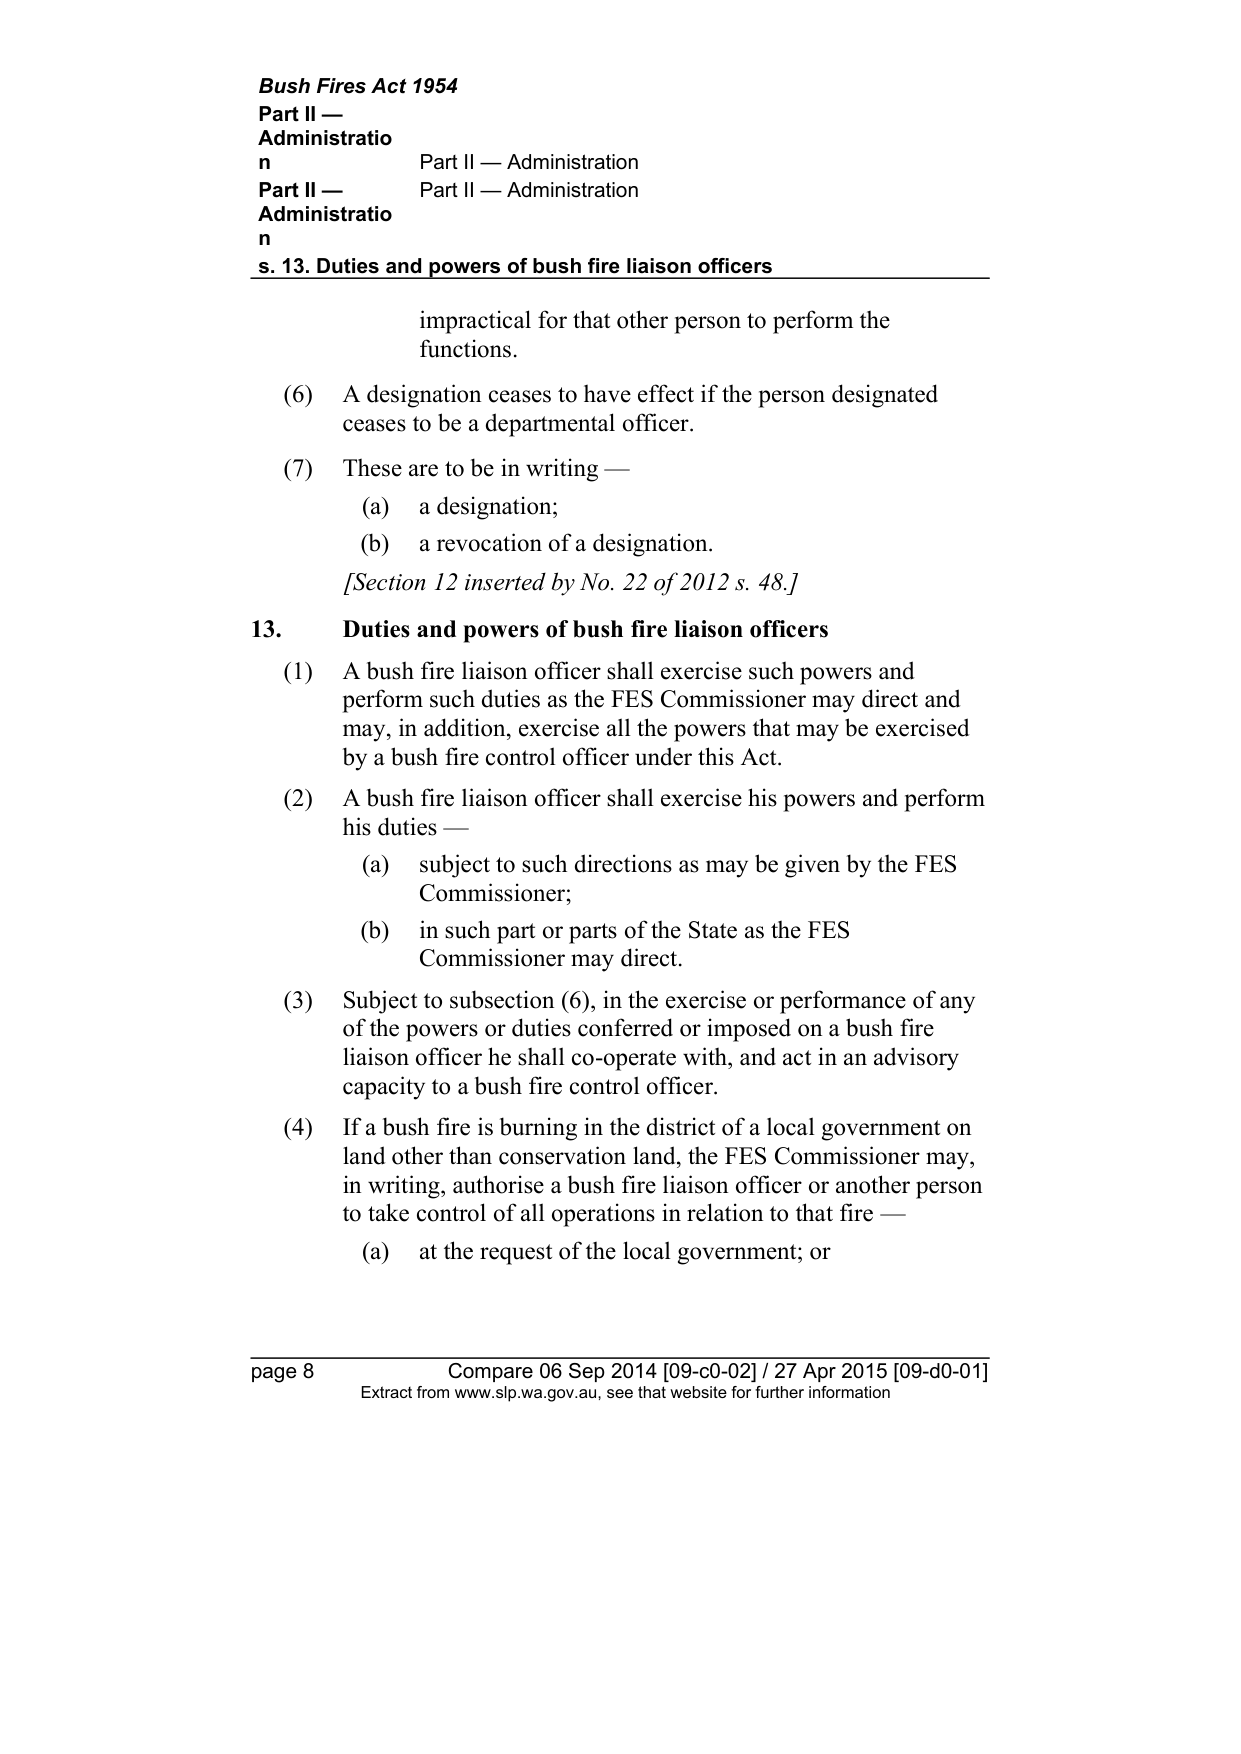 Bush Fires Act 1954
Part II —
Administratio
n Part II — Administration
Part II — Part II — Administration
Administratio
n
s. 13. Duties and powers of bush fire liaison officers
impractical for that other person to perform the
functions.
(6) A designation ceases to have effect if the person designated
ceases to be a departmental officer.
(7) These are to be in writing —
(a) a designation;
(b) a revocation of a designation.
[Section 12 inserted by No. 22 of 2012 s. 48.]
13. Duties and powers of bush fire liaison officers
(1) A bush fire liaison officer shall exercise such powers and
perform such duties as the FES Commissioner may direct and
may, in addition, exercise all the powers that may be exercised
by a bush fire control officer under this Act.
(2) A bush fire liaison officer shall exercise his powers and perform
his duties —
(a) subject to such directions as may be given by the FES
Commissioner;
(b) in such part or parts of the State as the FES
Commissioner may direct.
(3) Subject to subsection (6), in the exercise or performance of any
of the powers or duties conferred or imposed on a bush fire
liaison officer he shall co-operate with, and act in an advisory
capacity to a bush fire control officer.
(4) If a bush fire is burning in the district of a local government on
land other than conservation land, the FES Commissioner may,
in writing, authorise a bush fire liaison officer or another person
to take control of all operations in relation to that fire —
(a) at the request of the local government; or
page 8 Compare 06 Sep 2014 [09-c0-02] / 27 Apr 2015 [09-d0-01]
Extract from www.slp.wa.gov.au, see that website for further information